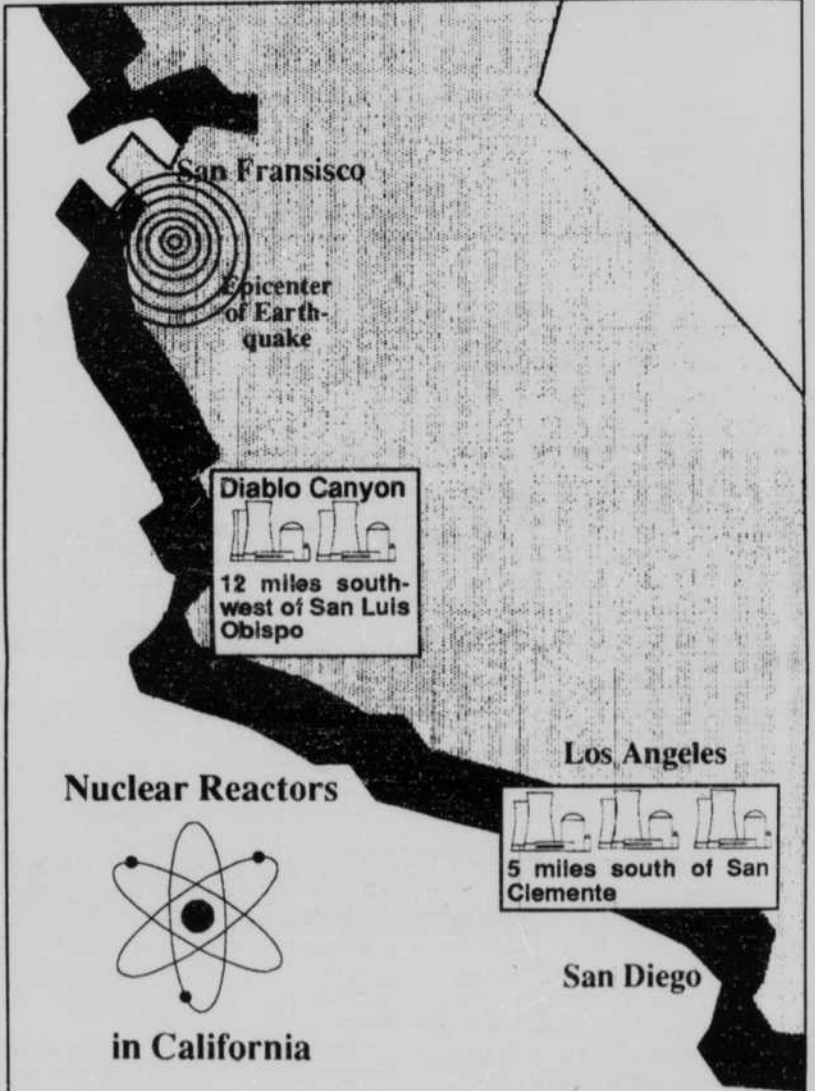 San Fransisco
Epicenter
of Earth-
quake
Diablo Canyon
12 miles south-
west of San Luis
Obispo
Los Angeles
5 miles south of San
Clemente
San Diego
Nuclear Reactors
in California